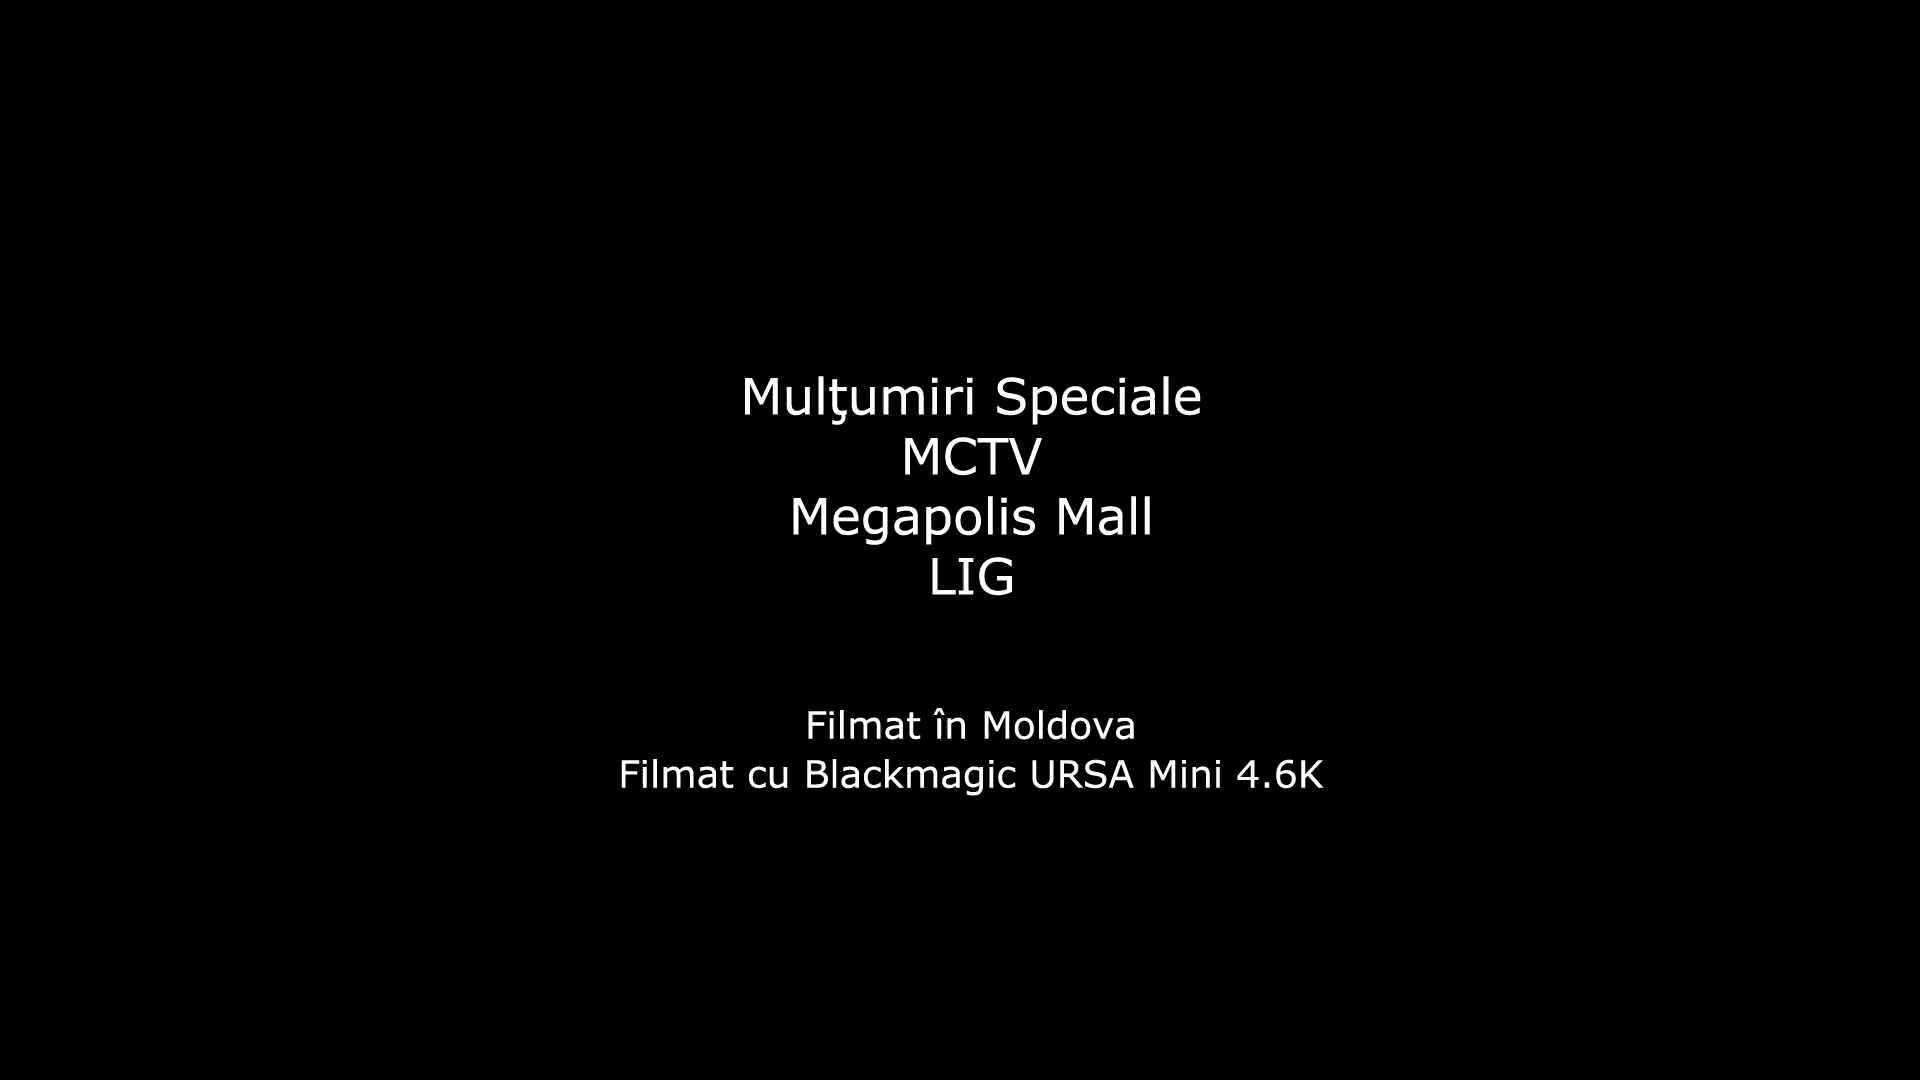 Mulţumiri Speciale
MCTV
Megapolis Mall
LIG
Filmat în Moldova
Filmat cu Blackmagic URSA Mini 4.6K